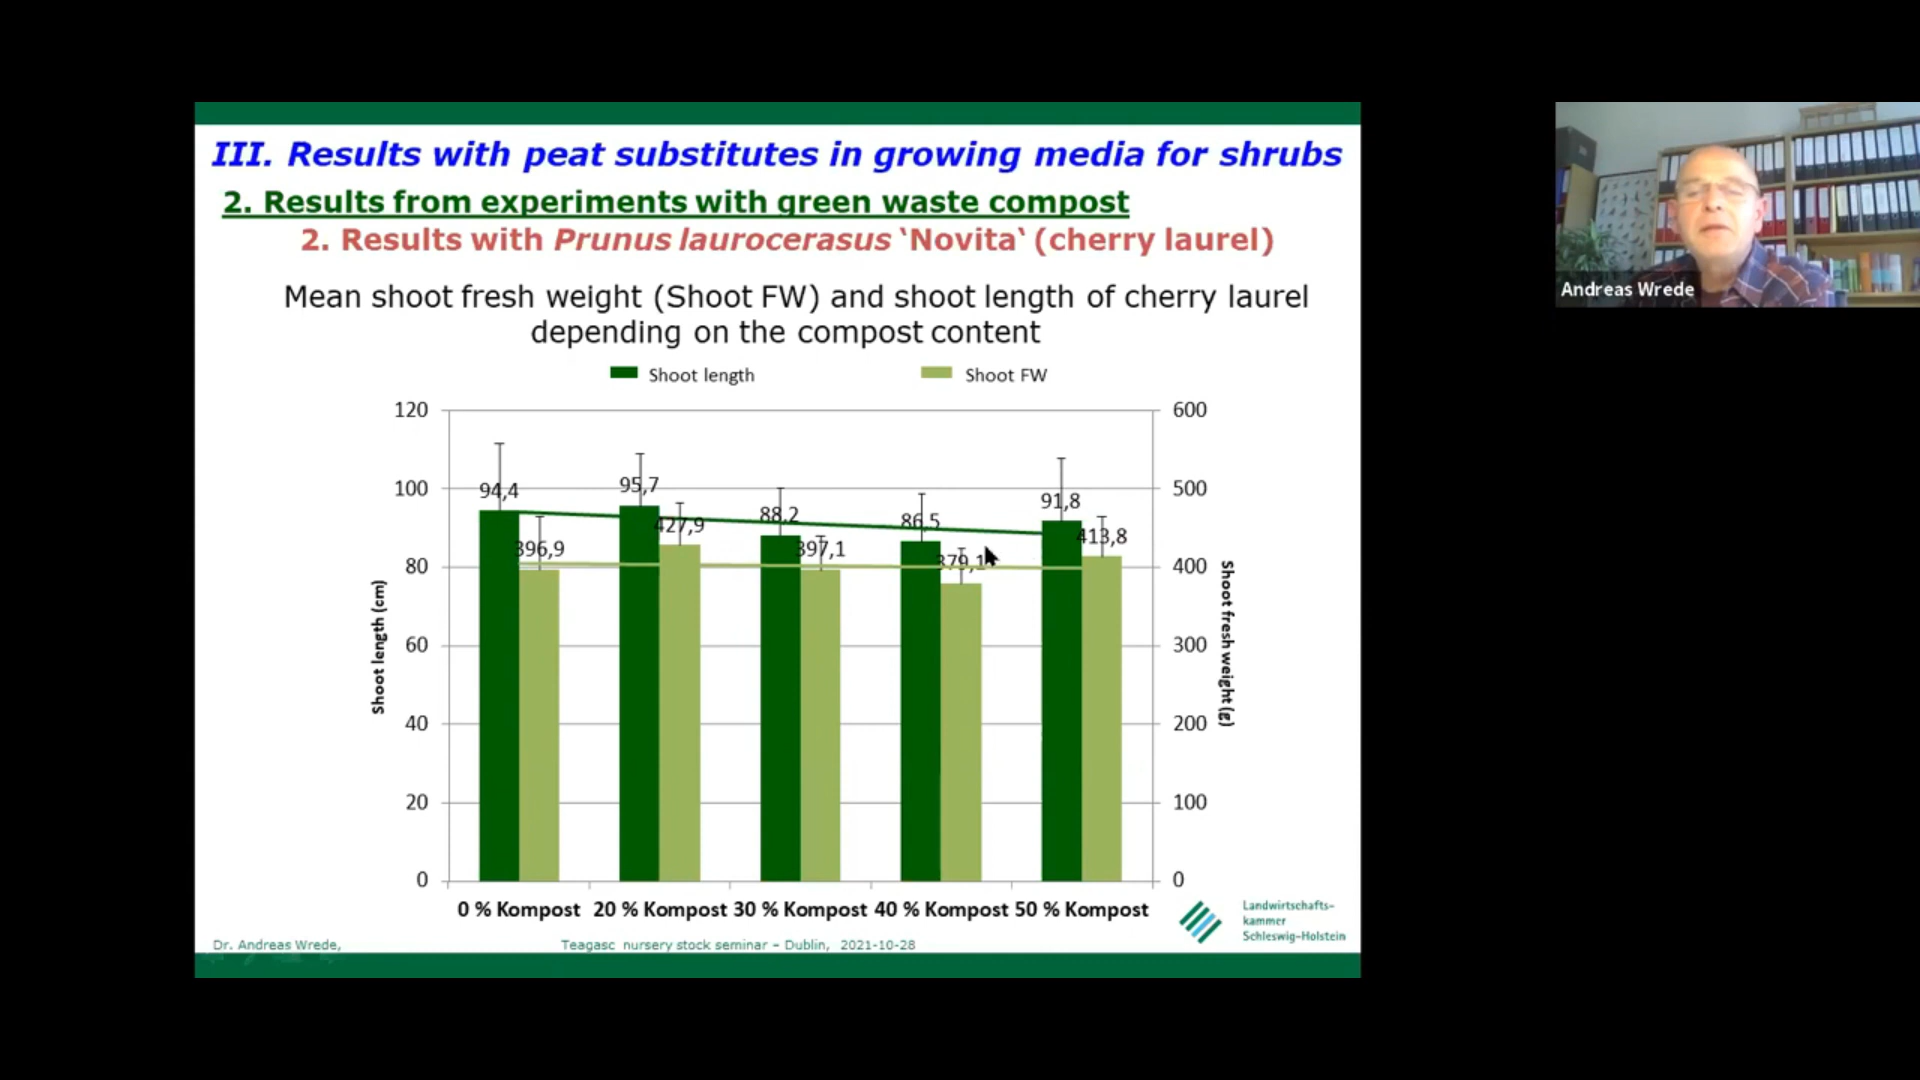 III. Results with peat substitutes in growing media for shrubs
2. Results from experiments with green waste compost
2. Results with Prunus laurocerasus ‘Novita‘ (cherry laurel)
Mean shoot fresh weight (Shoot FW) and shoot length of cherry laurel
depending on the compost content
Shoot length
Shoot FW
120
100
80
60
40
20
0
Shoot length (cm)
94,4
396,9
95,7
427,9
88,2
397,1
86,5
379,1
91,8
413,8
600
500
400
300
200
100
0
Shoot fresh weight (g)
0 % Kompost 20 % Kompost 30 % Kompost 40 % Kompost 50 % Kompost
Landwirtschafts-
kammer
Schleswig-Holstein
Dr. Andreas Wrede,
Teagasc nursery stock seminar – Dublin, 2021-10-28
Andreas Wrede